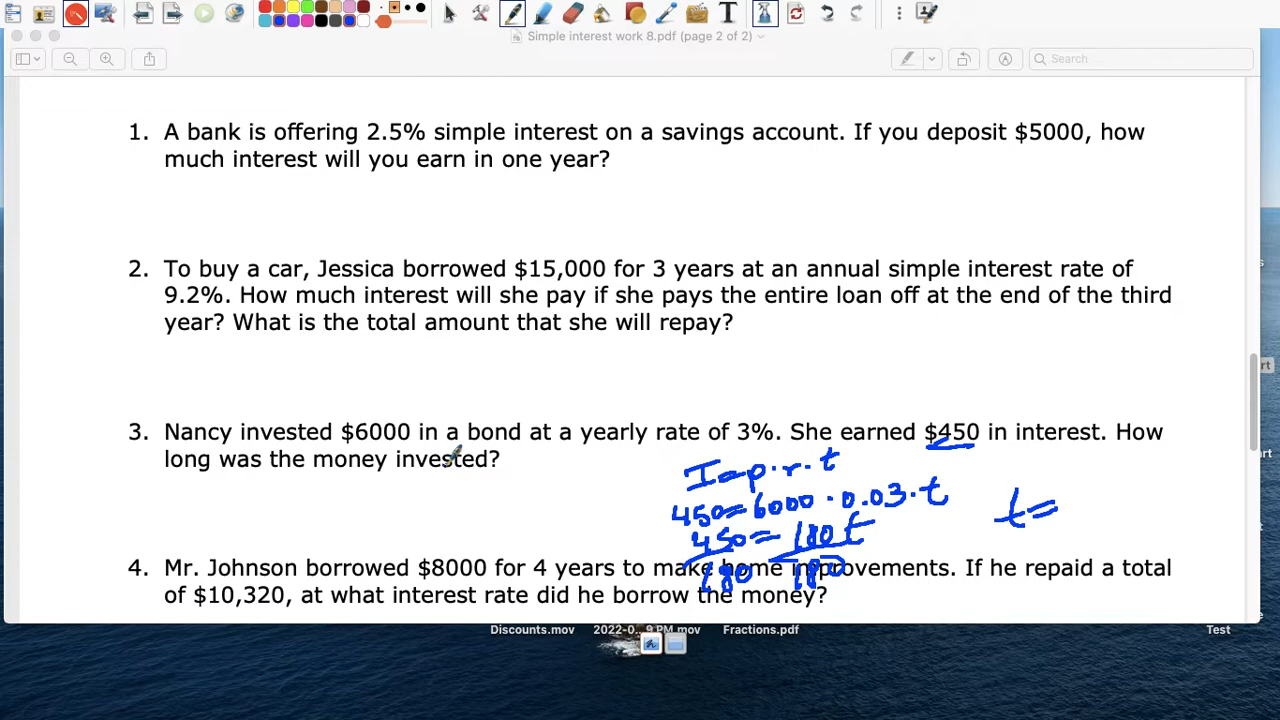 Simple interest work 8.pdf (page 2 of 2)
Search
1. A bank is offering 2.5% simple interest on a savings account. If you deposit $5000, how
much interest will you earn in one year?
2. To buy a car, Jessica borrowed $15,000 for 3 years at an annual simple interest rate of
9.2%. How much interest will she pay if she pays the entire loan off at the end of the third
year? What is the total amount that she will repay?
3. Nancy invested $6000 in a bond at a yearly rate of 3%. She earned $450 in interest. How
long was the money invested?
I=p.r.t
450=6000.0.03.t
t=
450=180t
180 180
4. Mr. Johnson borrowed $8000 for 4 years to make home improvements. If he repaid a total
of $10,320, at what interest rate did he borrow the money?
Discounts.mov 2022-0...9 PM.mov Fractions.pdf Test